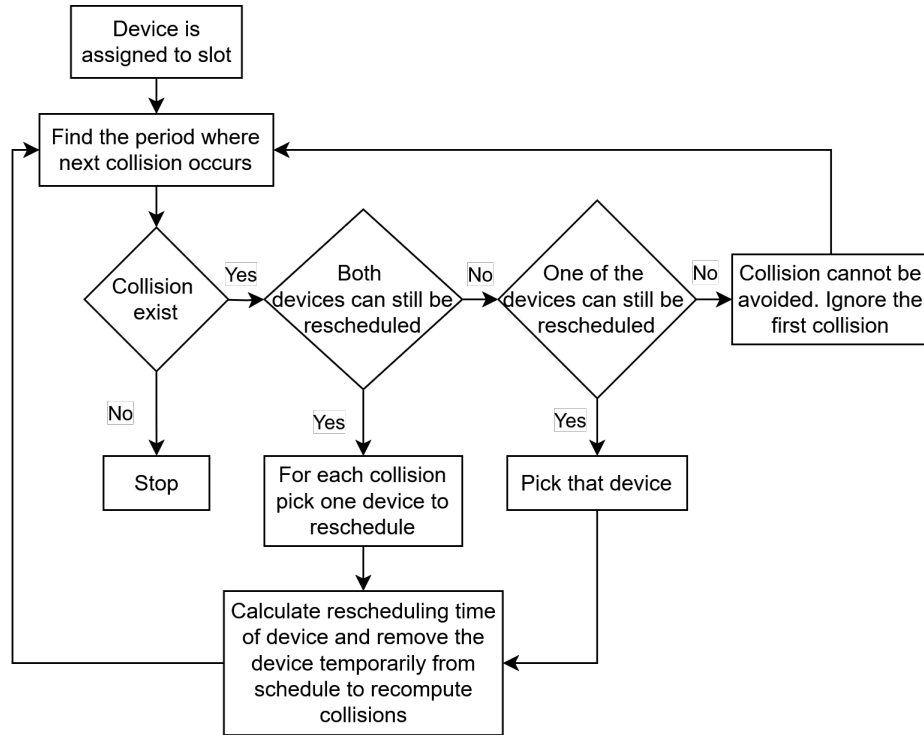 Device is
assigned to slot
Find the period where
next collision occurs
Collision
exist
Yes
Both
devices can still be
rescheduled
No
One of the
devices can still be
rescheduled
No
Collision cannot be
avoided. Ignore the
first collision
No
Yes
Yes
Stop
For each collision
pick one device to
reschedule
Pick that device
Calculate rescheduling time
of device and remove the
device temporarily from
schedule to recompute
collisions